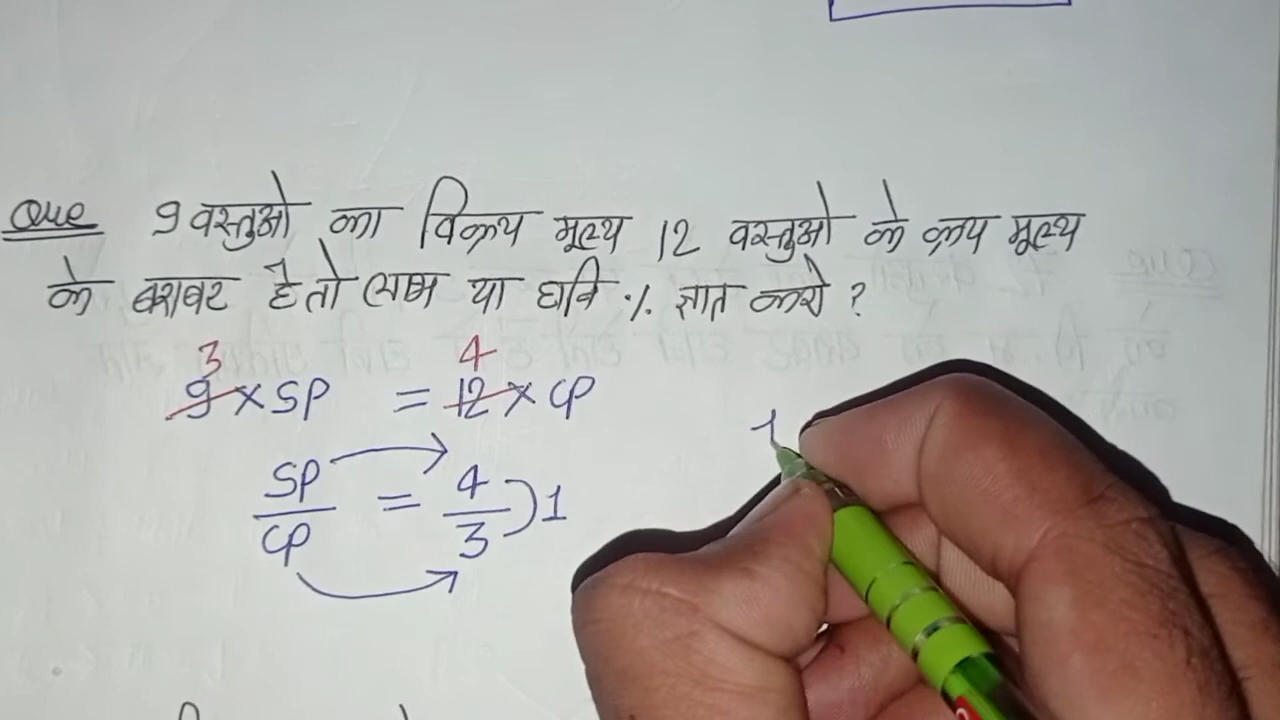 Que 9 वस्तुओ का विक्रय मूल्य 12 वस्तुओ के क्रय मूल्य
के बराबर है तो लाभ या हानि % ज्ञात करो ?
3 4
9 × SP = 12 × CP
SP/CP = 4/3 ) 1
1